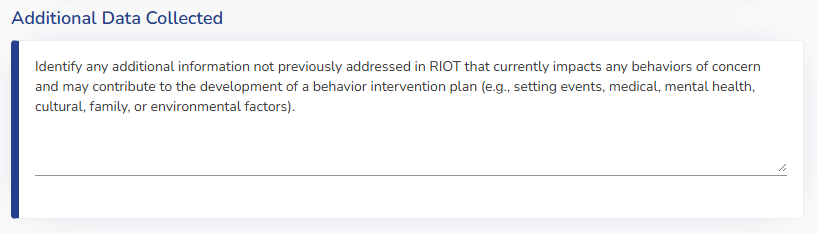 Additional Data Collected
Identify any additional information not previously addressed in RIOT that currently impacts any behaviors of concern
and may contribute to the development of a behavior intervention plan (e.g., setting events, medical, mental health,
cultural, family, or environmental factors).